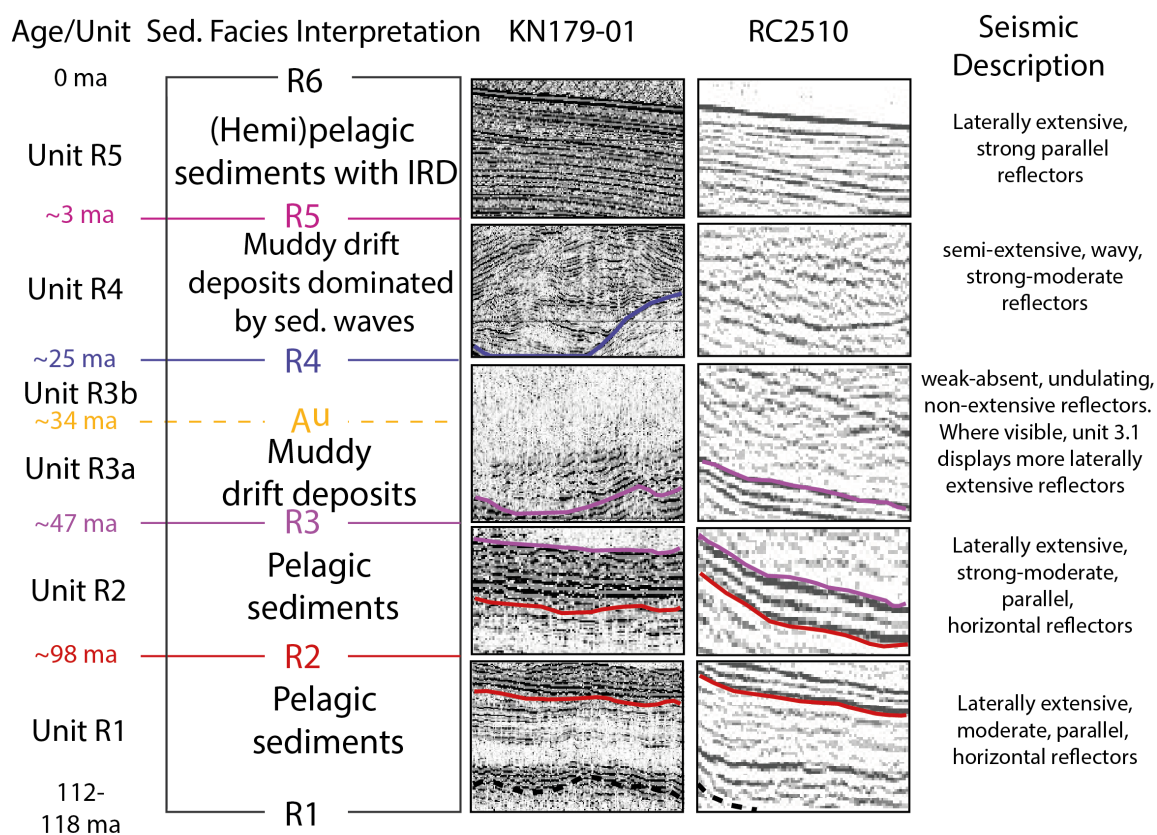 Age/Unit
Sed. Facies Interpretation
KN179-01
RC2510
Seismic
Description
0 ma
R6
Unit R5
(Hemi)pelagic
sediments with IRD
Laterally extensive,
strong parallel
reflectors
~3 ma
R5
Unit R4
Muddy drift
deposits dominated
by sed. waves
semi-extensive, wavy,
strong-moderate
reflectors
~25 ma
R4
Unit R3b
~34 ma
Au
Unit R3a
Muddy
drift deposits
weak-absent, undulating,
non-extensive reflectors.
Where visible, unit 3.1
displays more laterally
extensive reflectors
~47 ma
R3
Unit R2
Pelagic
sediments
Laterally extensive,
strong-moderate,
parallel,
horizontal reflectors
~98 ma
R2
Unit R1
Pelagic
sediments
Laterally extensive,
moderate, parallel,
horizontal reflectors
112-
118 ma
R1